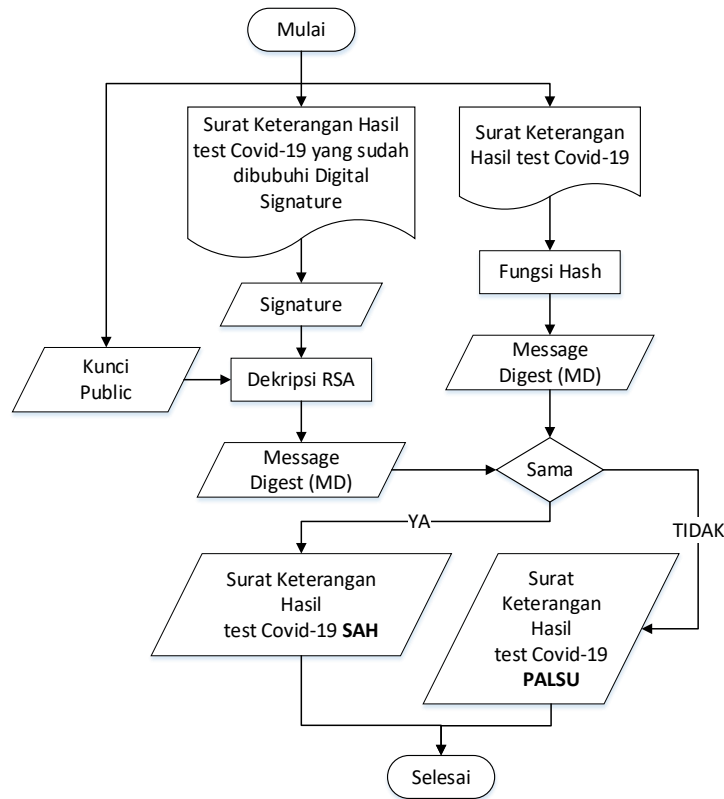 Mulai
Surat Keterangan Hasil
test Covid-19 yang sudah
dibubuhi Digital
Signature
Surat Keterangan
Hasil test Covid-19
Fungsi Hash
Signature
Message
Digest (MD)
Kunci
Public
Dekripsi RSA
Message
Digest (MD)
Sama
YA
TIDAK
Surat Keterangan
Hasil
test Covid-19 SAH
Surat
Keterangan
Hasil
test Covid-19
PALSU
Selesai